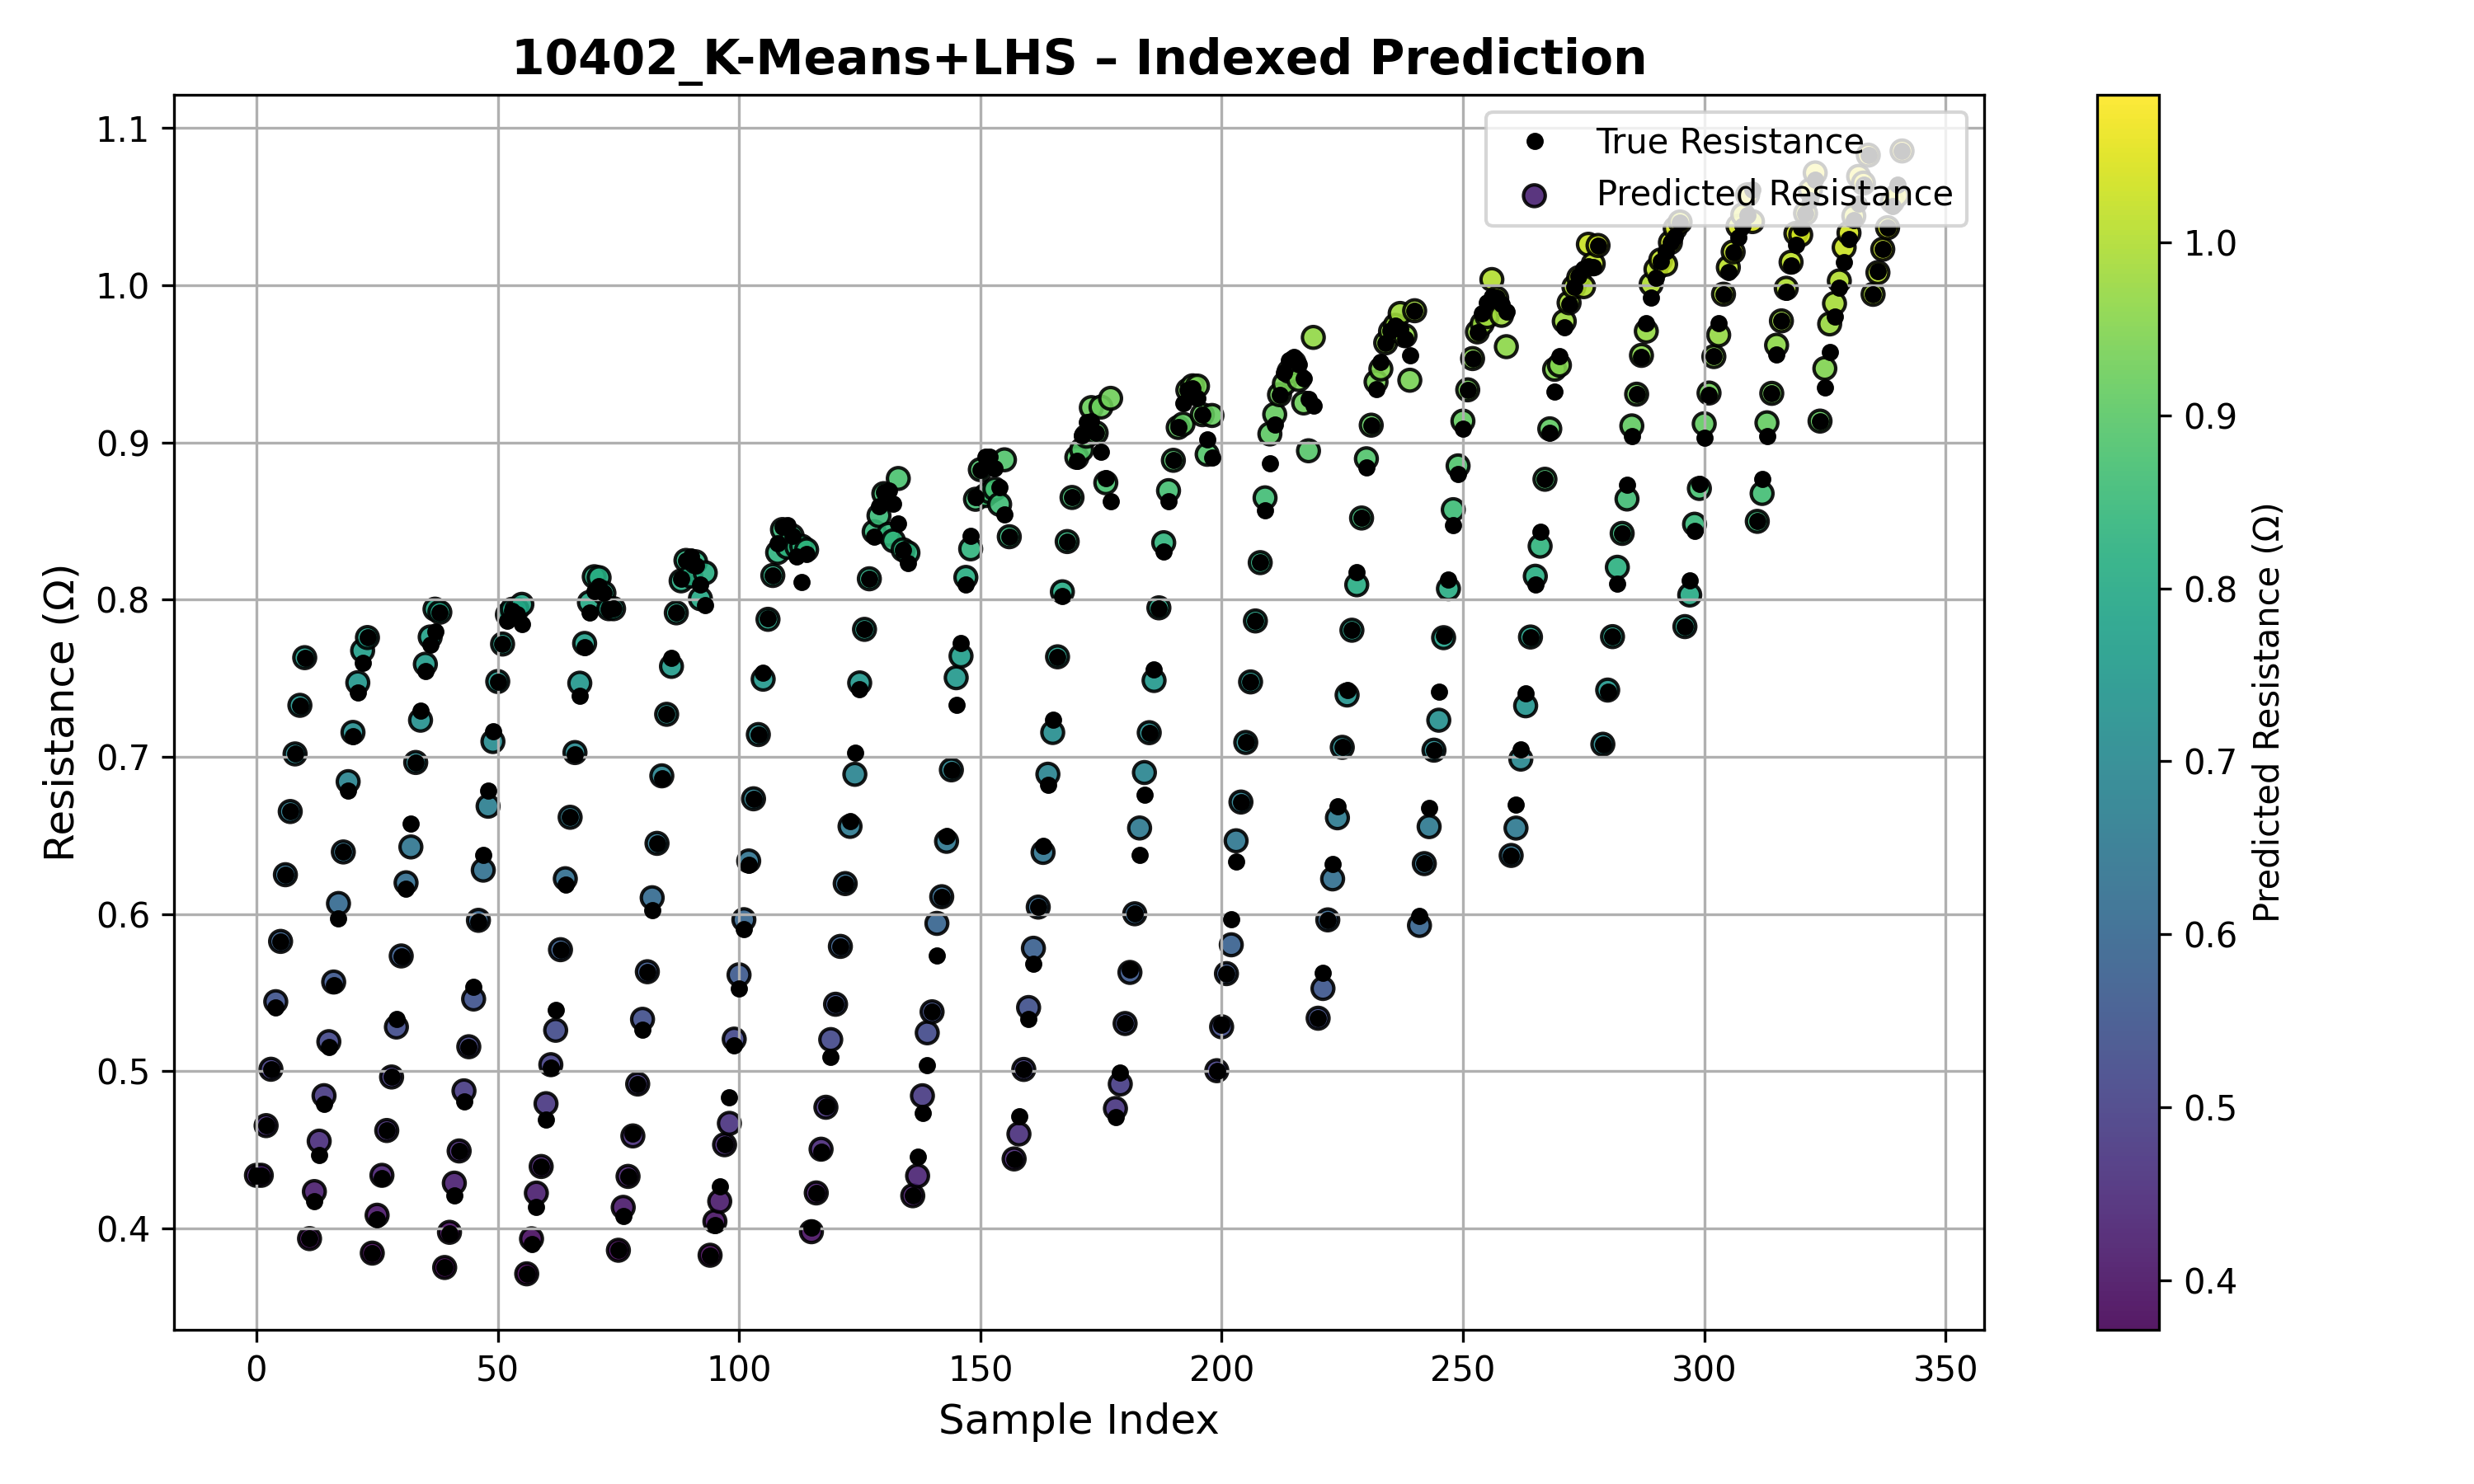 10402_K-Means+LHS – Indexed Prediction
True Resistance
Predicted Resistance
Resistance (Ω)
1.1
1.0
0.9
0.8
0.7
0.6
0.5
0.4
0 50 100 150 200 250 300 350
Sample Index
1.0
0.9
0.8
0.7
0.6
0.5
0.4
Predicted Resistance (Ω)